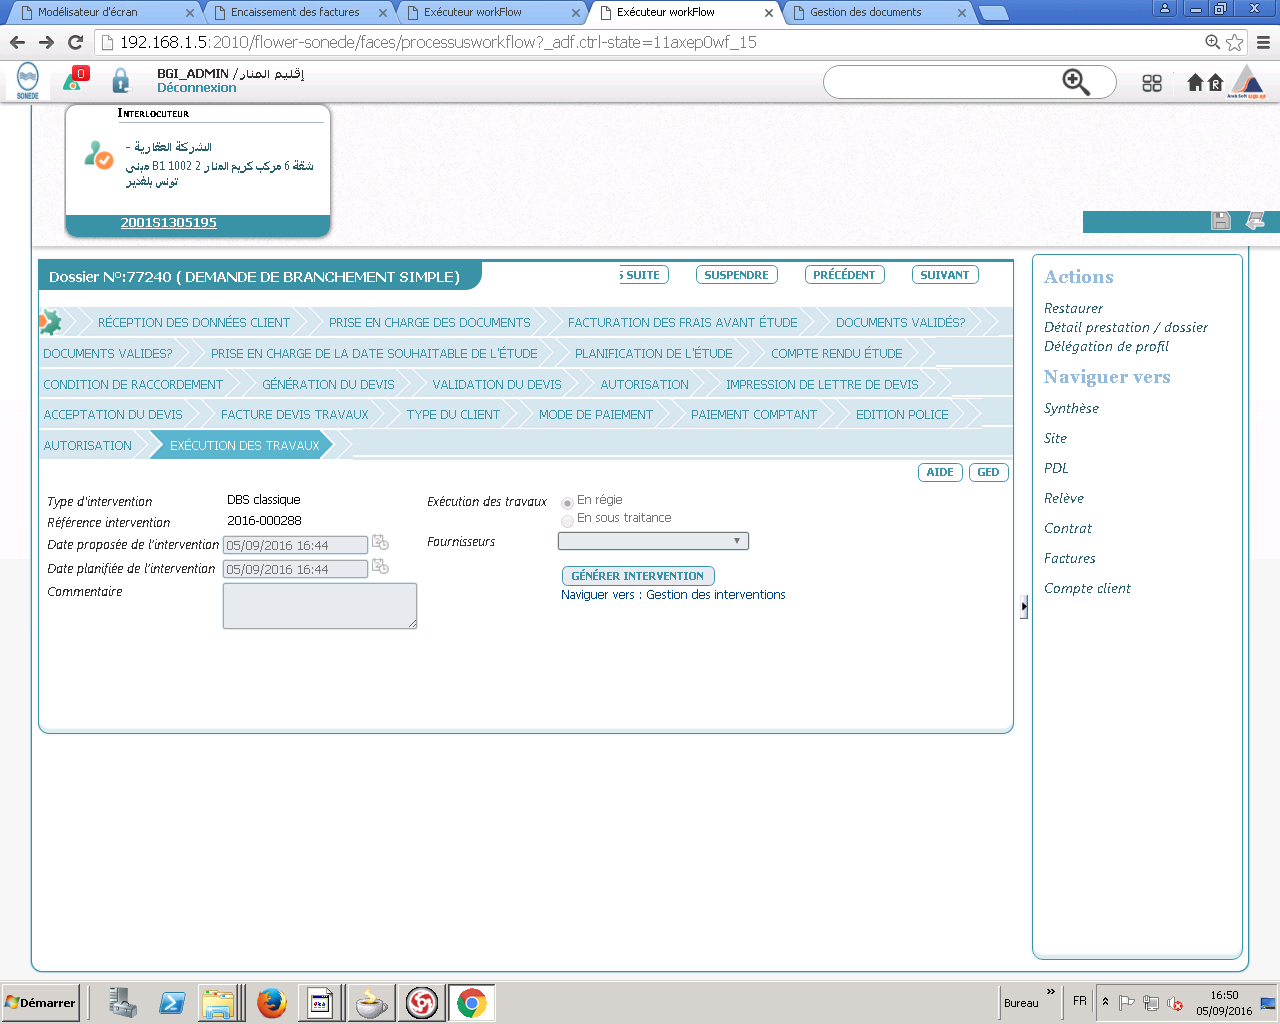 Modélisateur d'écran
Encaissement des factures
Exécuteur workFlow
Exécuteur workFlow
Gestion des documents
192.168.1.5:2010/flower-sonede/faces/processusworkflow?_adf.ctrl-state=11axep0wf_15
SONEDE
0
BGI_ADMIN / إقليم المنار
Déconnexion
R
Interlocuteur
الشركة العقارية -
شقة 6 مركب كريم المنار 2 B1 1002 مبنى
تونس بلفدير
2001S1305195
Dossier N°:77240 ( DEMANDE DE BRANCHEMENT SIMPLE)
SUITE
SUSPENDRE
PRÉCÉDENT
SUIVANT
RÉCEPTION DES DONNÉES CLIENT
PRISE EN CHARGE DES DOCUMENTS
FACTURATION DES FRAIS AVANT ÉTUDE
DOCUMENTS VALIDÉS?
DOCUMENTS VALIDES?
PRISE EN CHARGE DE LA DATE SOUHAITABLE DE L'ÉTUDE
PLANIFICATION DE L'ÉTUDE
COMPTE RENDU ÉTUDE
CONDITION DE RACCORDEMENT
GÉNÉRATION DU DEVIS
VALIDATION DU DEVIS
AUTORISATION
IMPRESSION DE LETTRE DE DEVIS
ACCEPTATION DU DEVIS
FACTURE DEVIS TRAVAUX
TYPE DU CLIENT
MODE DE PAIEMENT
PAIEMENT COMPTANT
EDITION POLICE
AUTORISATION
EXÉCUTION DES TRAVAUX
AIDE
GED
Type d'intervention
DBS classique
Référence intervention
2016-000288
Date proposée de l'intervention
05/09/2016 16:44
Date planifiée de l'intervention
05/09/2016 16:44
Commentaire
Exécution des travaux
En régie
En sous traitance
Fournisseurs
GÉNÉRER INTERVENTION
Naviguer vers : Gestion des interventions
Actions
Restaurer
Détail prestation / dossier
Délégation de profil
Naviguer vers
Synthèse
Site
PDL
Relève
Contrat
Factures
Compte client
Démarrer
Bureau
FR
16:50
05/09/2016